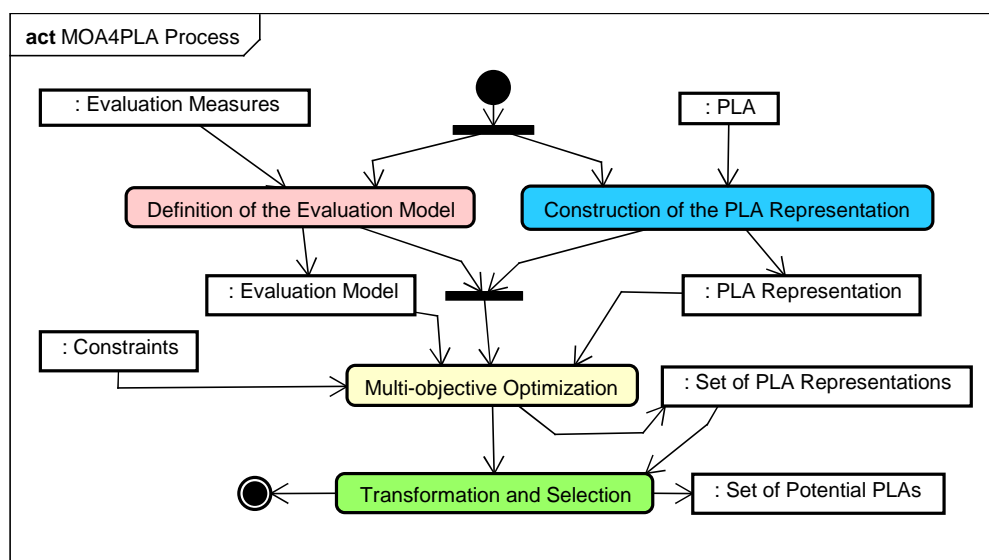 act MOA4PLA Process
: Evaluation Measures
: PLA
Definition of the Evaluation Model
Construction of the PLA Representation
: Evaluation Model
: PLA Representation
: Constraints
Multi-objective Optimization
: Set of PLA Representations
Transformation and Selection
: Set of Potential PLAs